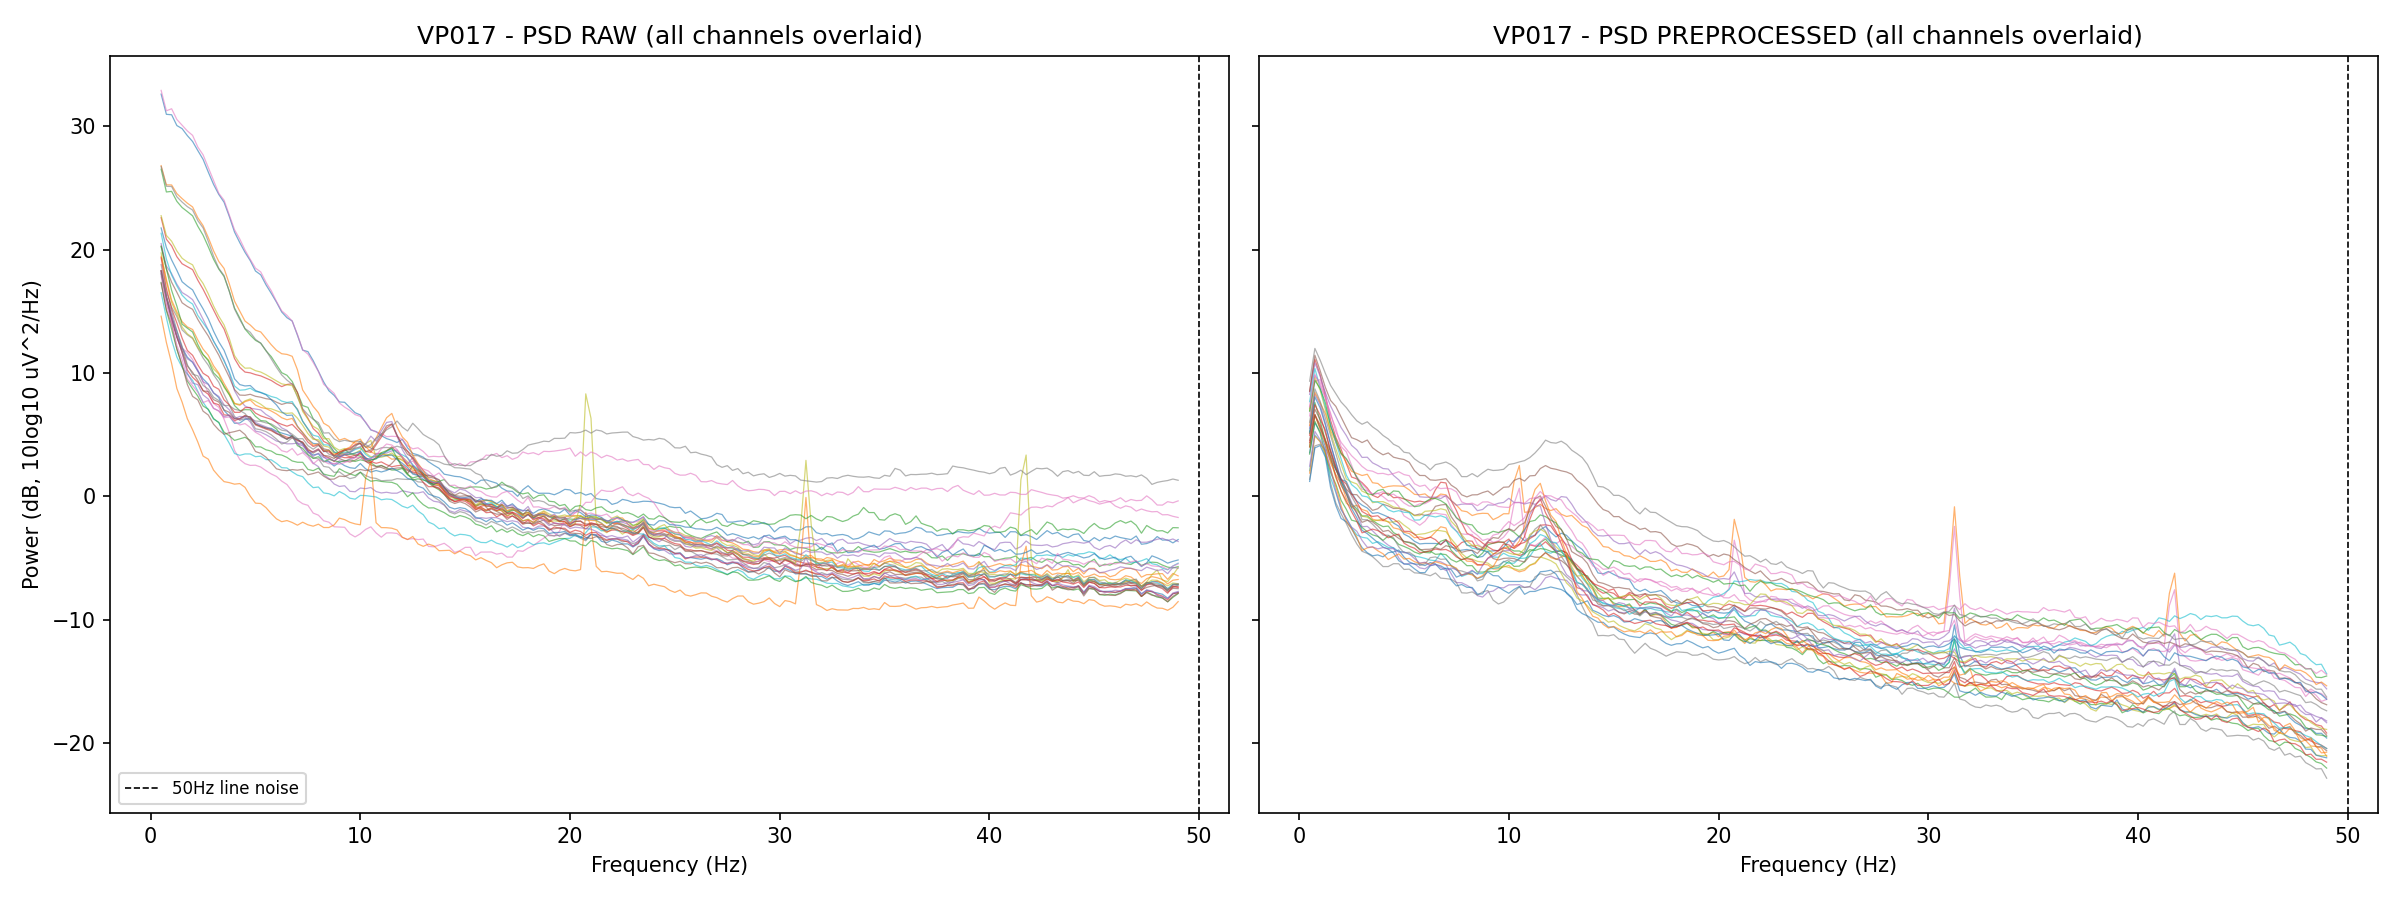 VP017 - PSD RAW (all channels overlaid)
VP017 - PSD PREPROCESSED (all channels overlaid)
Power (dB, 10log10 uV^2/Hz)
30
20
10
0
−10
−20
50Hz line noise
0 10 20 30 40 50
0 10 20 30 40 50
Frequency (Hz)
Frequency (Hz)